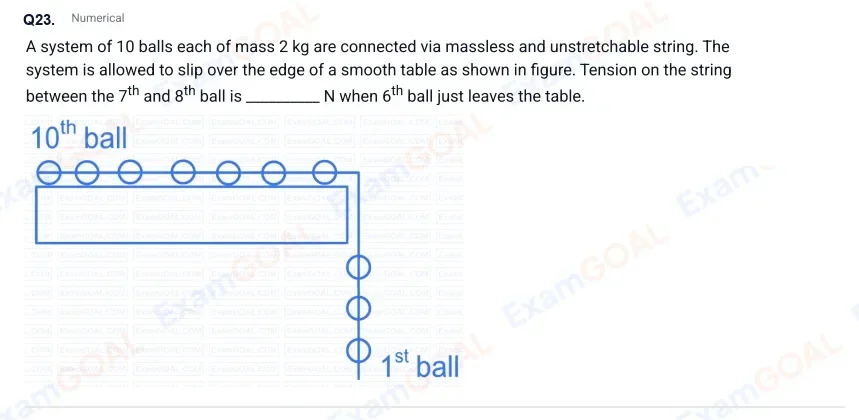 Q23. Numerical
A system of 10 balls each of mass 2 kg are connected via massless and unstretchable string. The
system is allowed to slip over the edge of a smooth table as shown in figure. Tension on the string
between the 7th and 8th ball is ________ N when 6th ball just leaves the table.
10th ball
1st ball
ExamGOAL